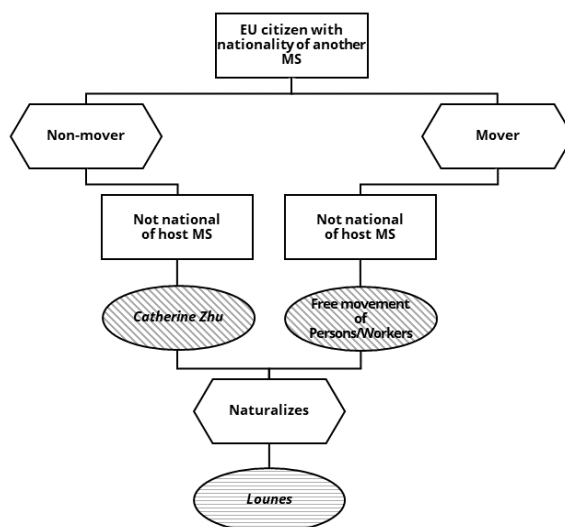 EU citizen with
nationality of another
MS
Non-mover
Mover
Not national
of host MS
Not national
of host MS
Catherine Zhu
Free movement
of
Persons/Workers
Naturalizes
Lounes